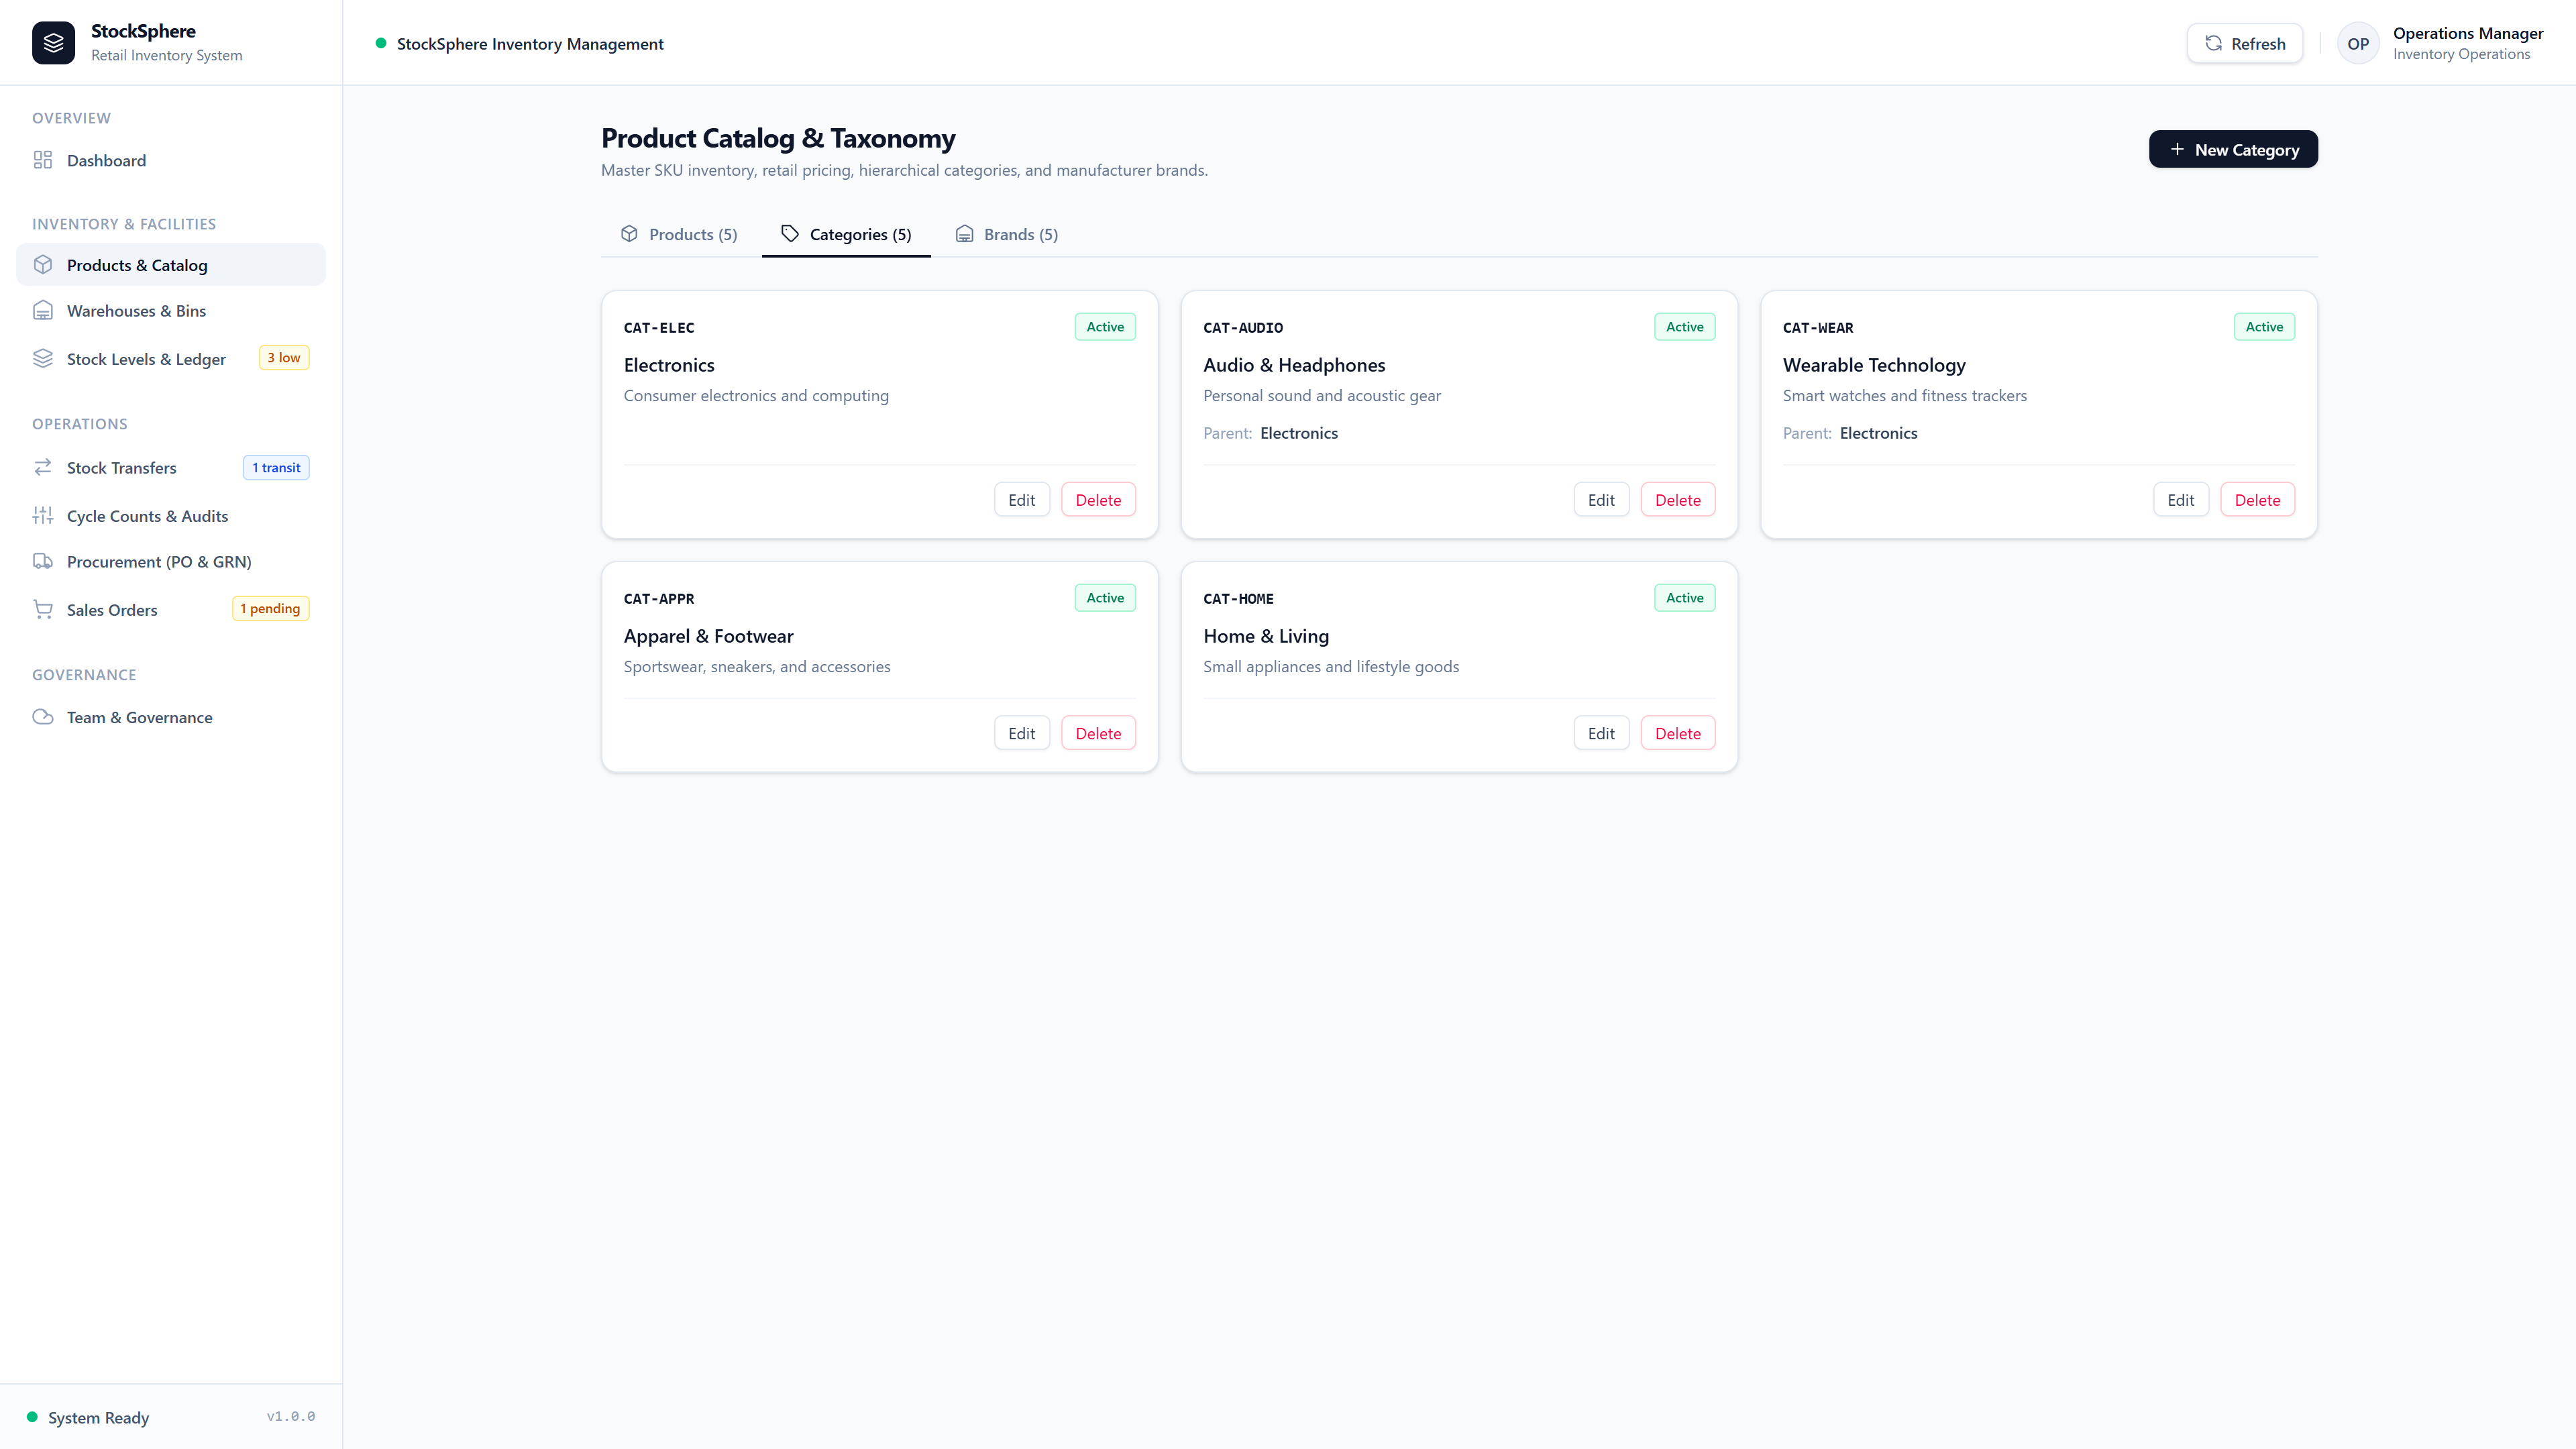 StockSphere
Retail Inventory System
StockSphere Inventory Management
Refresh
OP
Operations Manager
Inventory Operations
OVERVIEW
Dashboard
INVENTORY & FACILITIES
Products & Catalog
Warehouses & Bins
Stock Levels & Ledger
3 low
OPERATIONS
Stock Transfers
1 transit
Cycle Counts & Audits
Procurement (PO & GRN)
Sales Orders
1 pending
GOVERNANCE
Team & Governance
System Ready
v1.0.0
Product Catalog & Taxonomy
Master SKU inventory, retail pricing, hierarchical categories, and manufacturer brands.
New Category
Products (5)
Categories (5)
Brands (5)
CAT-ELEC
Active
Electronics
Consumer electronics and computing
Edit
Delete
CAT-AUDIO
Active
Audio & Headphones
Personal sound and acoustic gear
Parent: Electronics
Edit
Delete
CAT-WEAR
Active
Wearable Technology
Smart watches and fitness trackers
Parent: Electronics
Edit
Delete
CAT-APPR
Active
Apparel & Footwear
Sportswear, sneakers, and accessories
Edit
Delete
CAT-HOME
Active
Home & Living
Small appliances and lifestyle goods
Edit
Delete